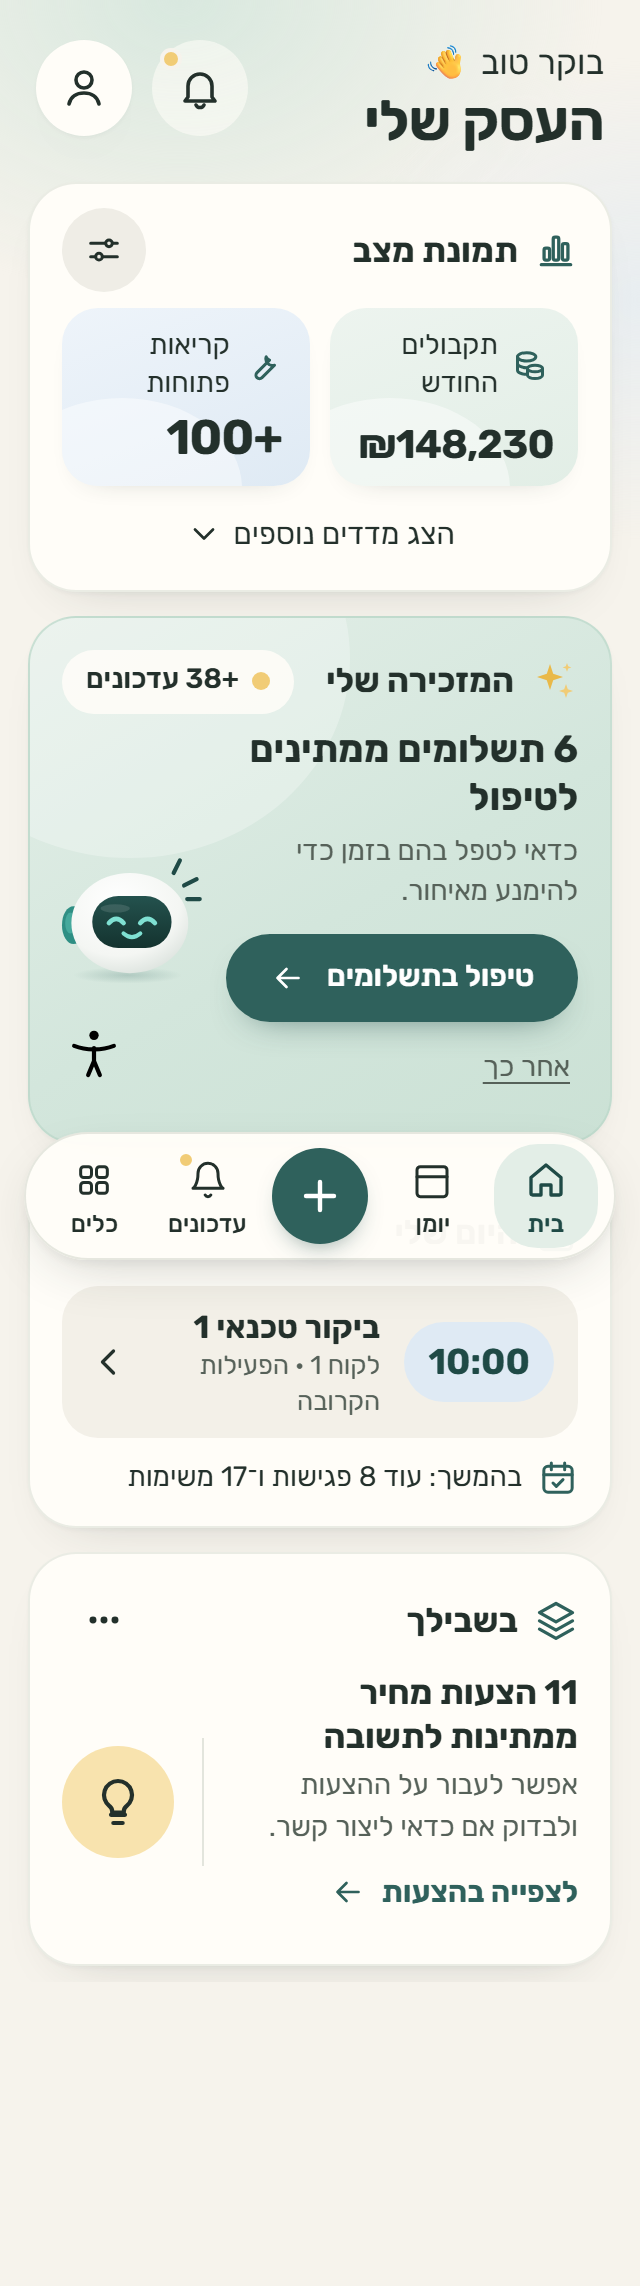 בוקר טוב 👋
העסק שלי
תמונת מצב
תקבולים
החודש
₪148,230
קריאות
פתוחות
100+
הצג מדדים נוספים
המזכירה שלי
38+ עדכונים
6 תשלומים ממתינים
לטיפול
כדאי לטפל בהם בזמן כדי
להימנע מאיחור.
טיפול בתשלומים
אחר כך
בית
יומן
עדכונים
כלים
היום שלי
10:00
ביקור טכנאי 1
לקוח 1 • הפעילות
הקרובה
בהמשך: עוד 8 פגישות ו־17 משימות
בשבילך
11 הצעות מחיר
ממתינות לתשובה
אפשר לעבור על ההצעות
ולבדוק אם כדאי ליצור קשר.
לצפייה בהצעות